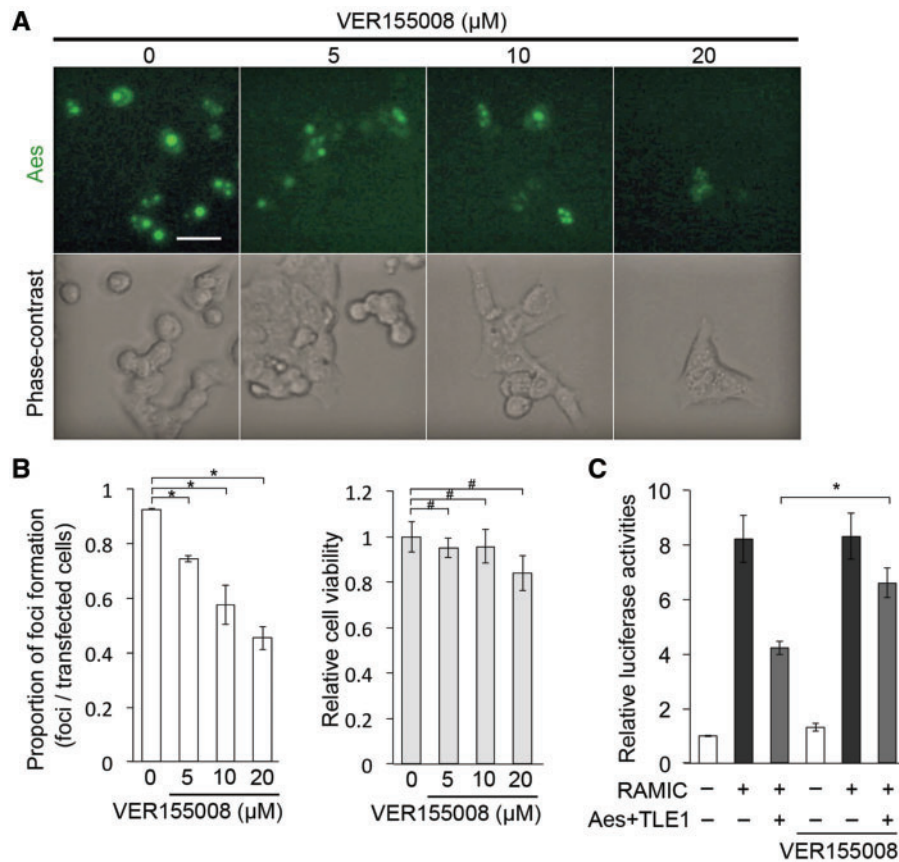 A
VER155008 (µM)
0 5 10 20
Aes
Phase-contrast
B
Proportion of foci formation
(foci / transfected cells)
1
0.8
0.6
0.4
0.2
0
* * *
0 5 10 20
VER155008 (µM)
Relative cell viability
1.2
1
0.8
0.6
0.4
0.2
0
# # #
0 5 10 20
VER155008 (µM)
C
Relative luciferase activities
10
8
6
4
2
0
*
RAMIC − + + − + +
Aes+TLE1 − − + − − +
VER155008